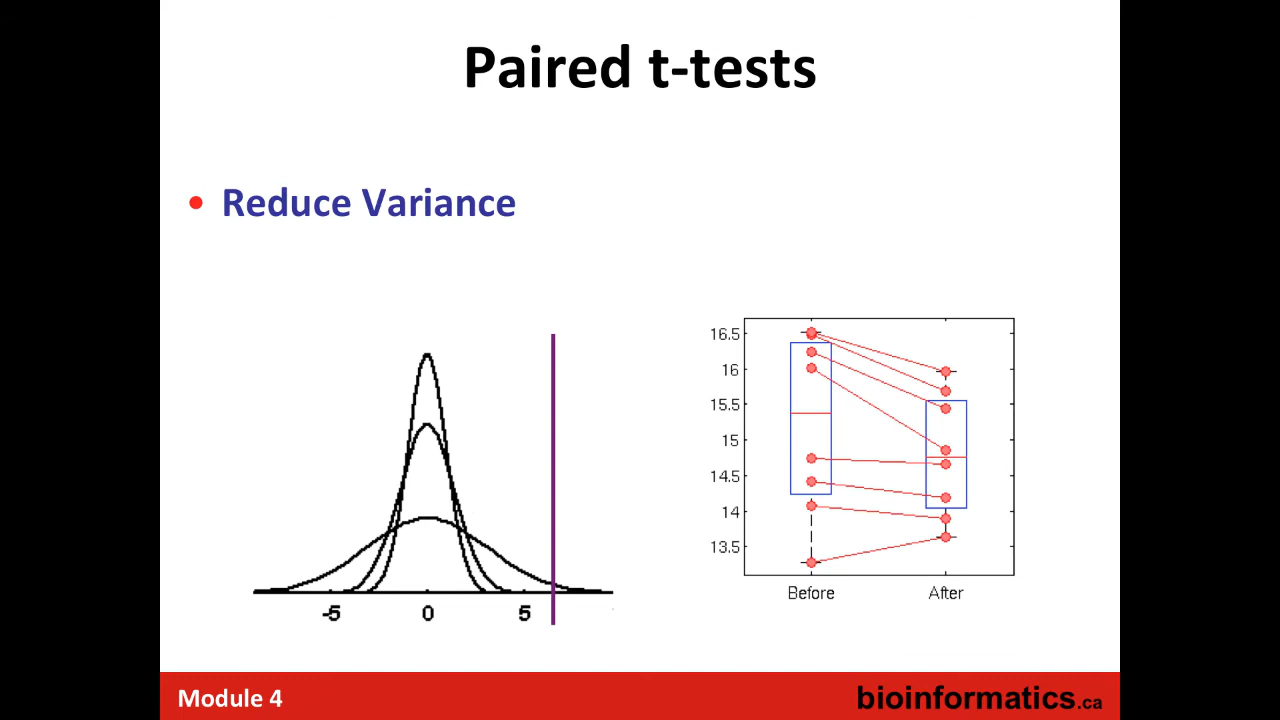 Paired t-tests
• Reduce Variance
-5 0 5
16.5
16
15.5
15
14.5
14
13.5
Before After
Module 4
bioinformatics.ca